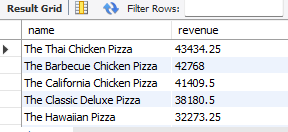 Result Grid Filter Rows:
name revenue
The Thai Chicken Pizza 43434.25
The Barbecue Chicken Pizza 42768
The California Chicken Pizza 41409.5
The Classic Deluxe Pizza 38180.5
The Hawaiian Pizza 32273.25